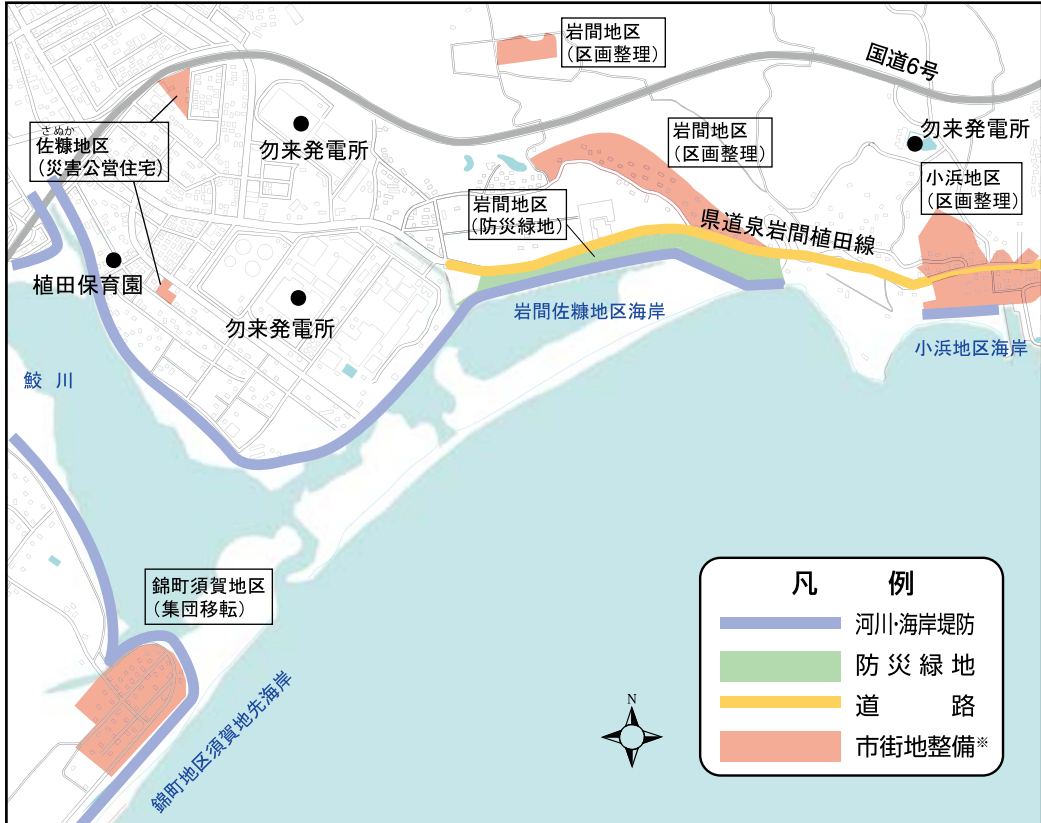 岩間地区
(区画整理)
国道6号
さぬか
佐糠地区
(災害公営住宅)
勿来発電所
岩間地区
(区画整理)
勿来発電所
小浜地区
(区画整理)
岩間地区
(防災緑地)
県道泉岩間植田線
植田保育園
勿来発電所
岩間佐糠地区海岸
小浜地区海岸
鮫川
錦町須賀地区
(集団移転)
錦町地区須賀地先海岸
N
凡例
河川・海岸堤防
防災緑地
道路
市街地整備※